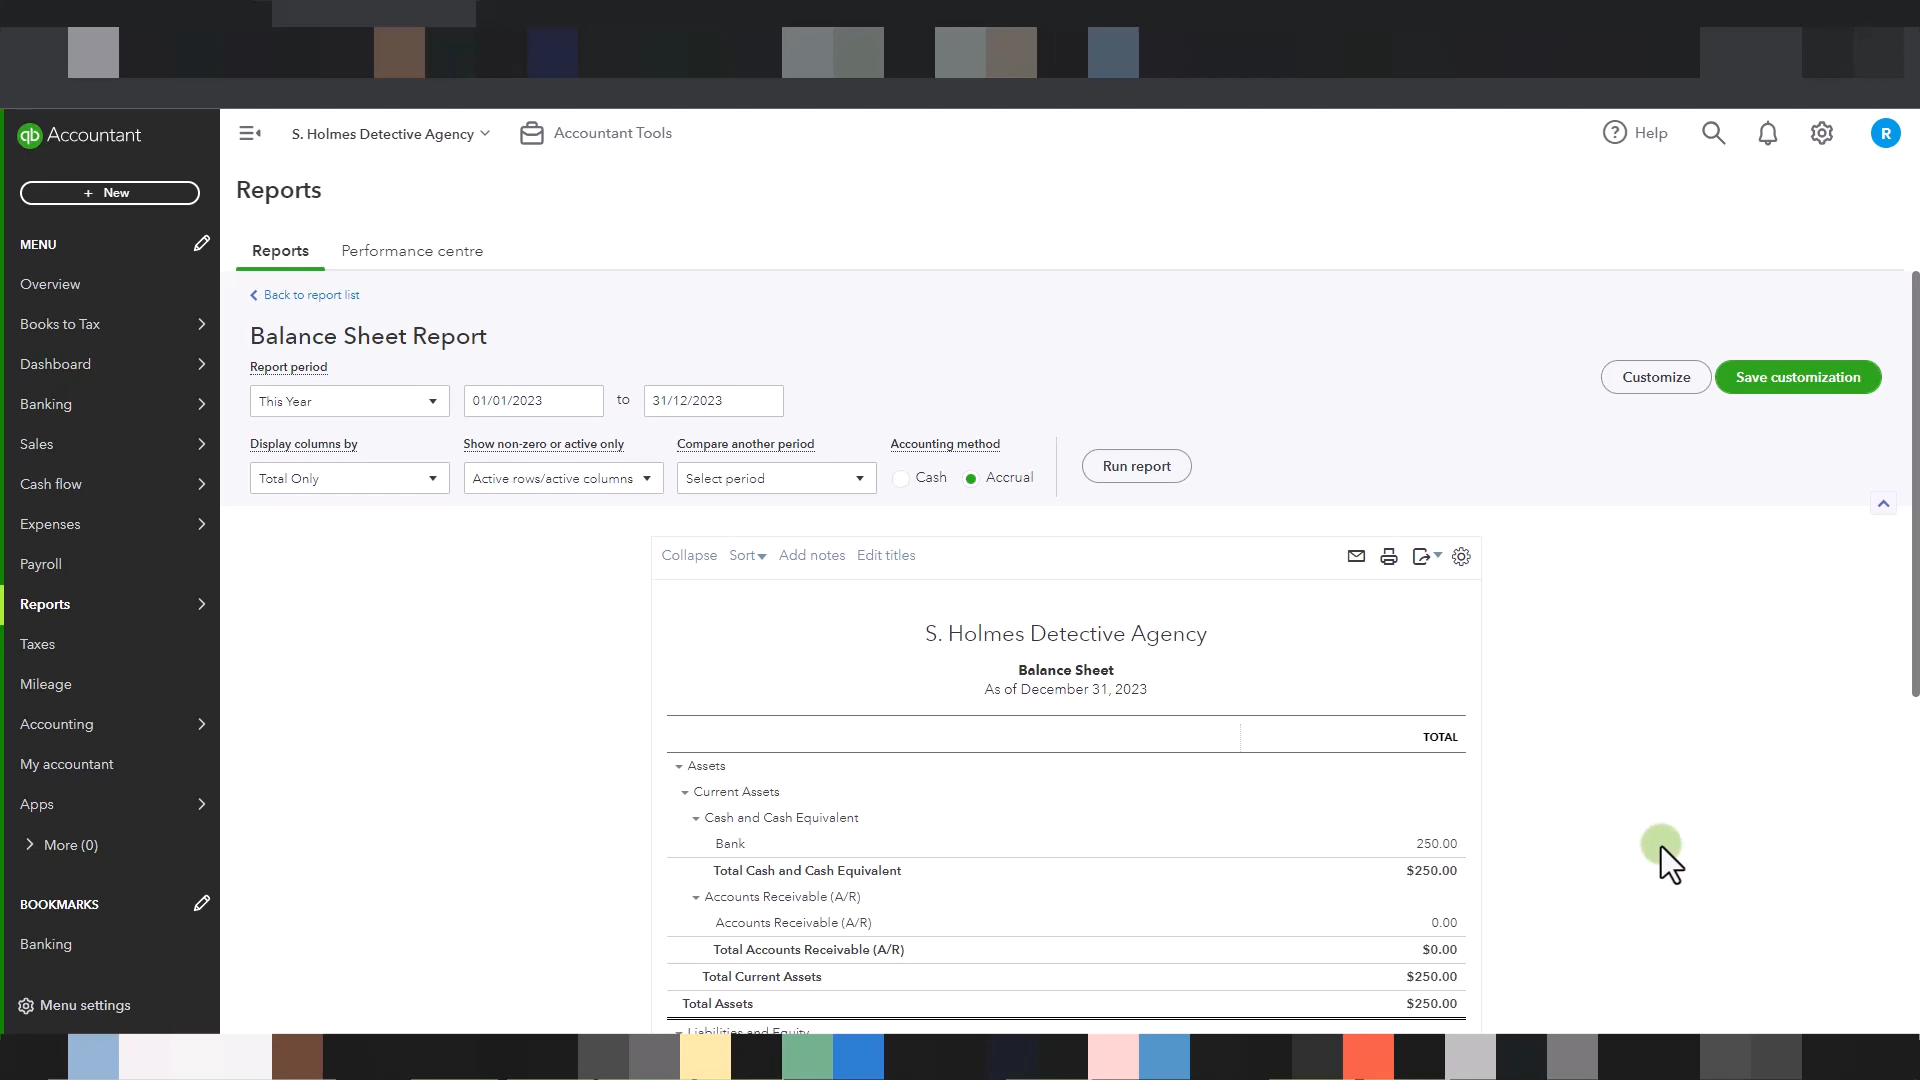 qb Accountant
S. Holmes Detective Agency
Accountant Tools
Help
R
+ New
MENU
Overview
Books to Tax
Dashboard
Banking
Sales
Cash flow
Expenses
Payroll
Reports
Taxes
Mileage
Accounting
My accountant
Apps
More (0)
BOOKMARKS
Banking
Menu settings
Reports
Reports Performance centre
Back to report list
Balance Sheet Report
Report period
This Year 01/01/2023 to 31/12/2023
Customize Save customization
Display columns by Show non-zero or active only Compare another period Accounting method
Total Only Active rows/active columns Select period Cash Accrual Run report
Collapse Sort Add notes Edit titles
S. Holmes Detective Agency
Balance Sheet
As of December 31, 2023
TOTAL
Assets
Current Assets
Cash and Cash Equivalent
Bank 250.00
Total Cash and Cash Equivalent $250.00
Accounts Receivable (A/R)
Accounts Receivable (A/R) 0.00
Total Accounts Receivable (A/R) $0.00
Total Current Assets $250.00
Total Assets $250.00
Liabilities and Equity